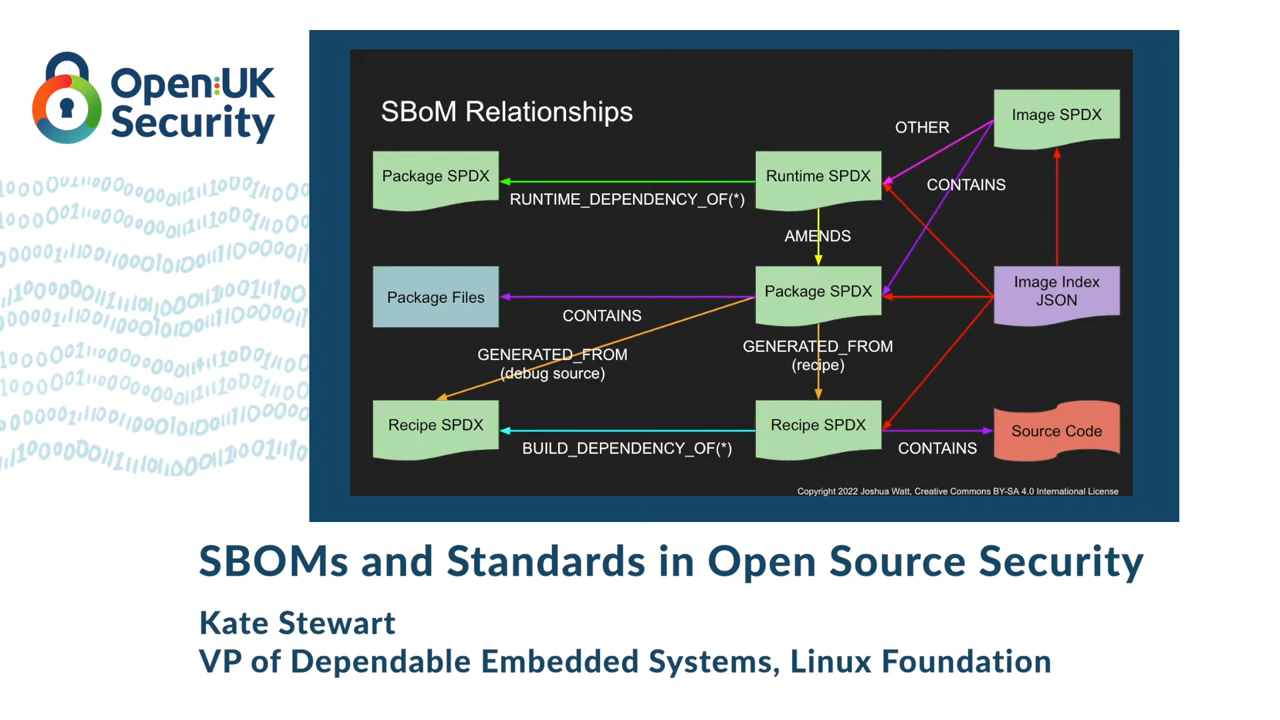 Open:UK
Security
SBoM Relationships
OTHER
Image SPDX
Package SPDX
RUNTIME_DEPENDENCY_OF(*)
Runtime SPDX
CONTAINS
AMENDS
Package Files
CONTAINS
Package SPDX
Image Index
JSON
GENERATED_FROM
(debug source)
GENERATED_FROM
(recipe)
Recipe SPDX
BUILD_DEPENDENCY_OF(*)
Recipe SPDX
CONTAINS
Source Code
Copyright 2022 Joshua Watt, Creative Commons BY-SA 4.0 International License
SBOMs and Standards in Open Source Security
Kate Stewart
VP of Dependable Embedded Systems, Linux Foundation